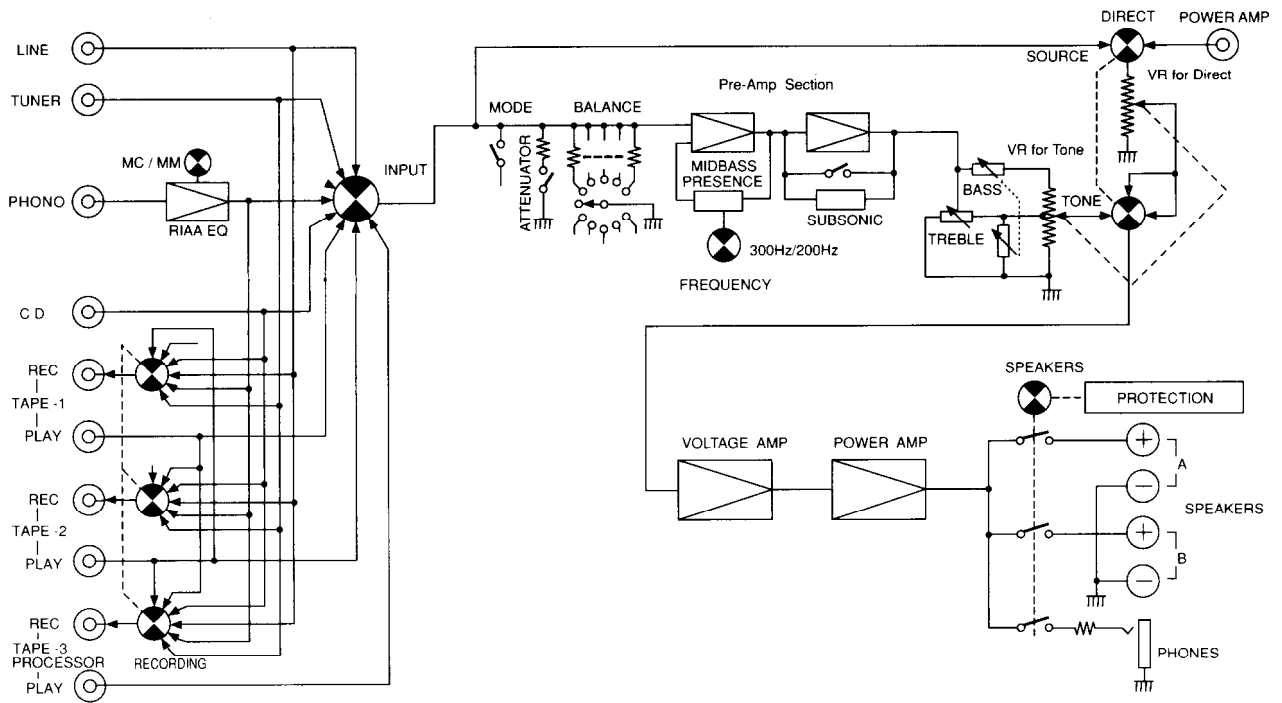 LINE
TUNER
MC / MM
PHONO
RIAA EQ
INPUT
C D
REC
TAPE -1
PLAY
REC
TAPE -2
PLAY
REC
TAPE -3
PROCESSOR
PLAY
RECORDING
MODE
ATTENUATOR
BALANCE
Pre-Amp Section
MIDBASS
PRESENCE
300Hz/200Hz
FREQUENCY
SUBSONIC
DIRECT
POWER AMP
SOURCE
VR for Direct
VR for Tone
BASS
TONE
TREBLE
SPEAKERS
PROTECTION
VOLTAGE AMP
POWER AMP
+
A
−
SPEAKERS
+
B
−
PHONES